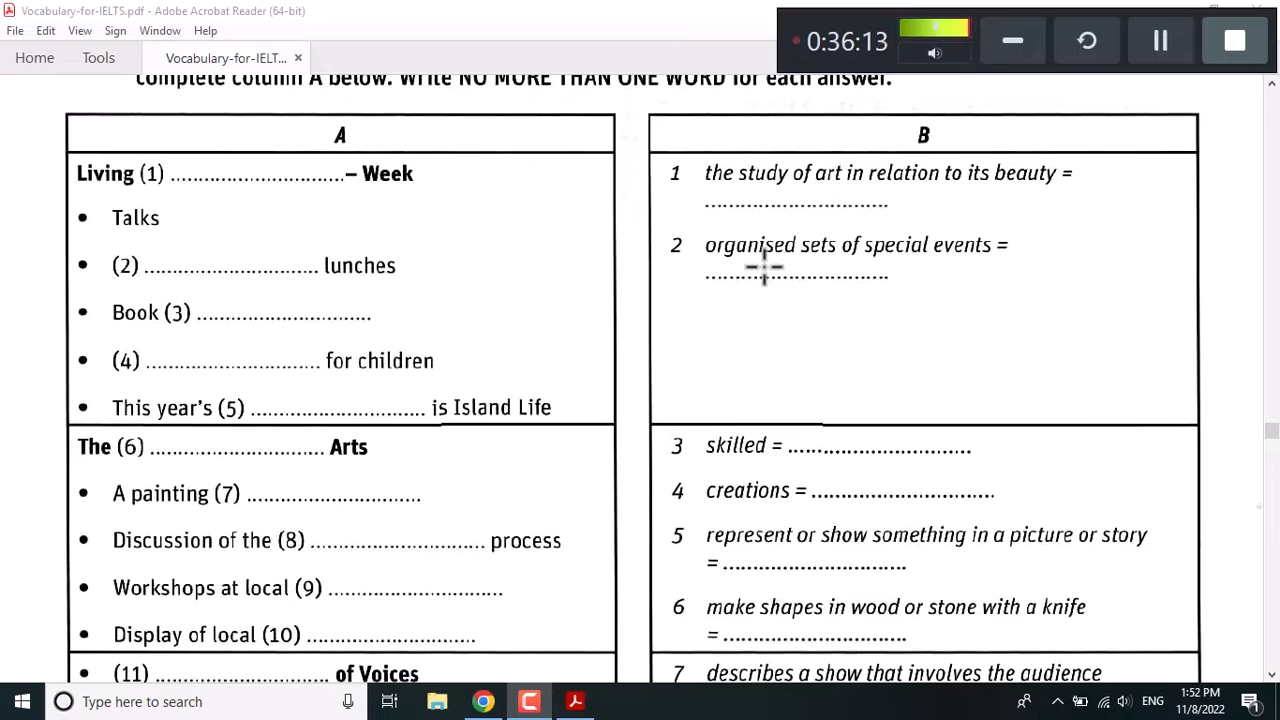 Vocabulary-for-IELTS.pdf - Adobe Acrobat Reader (64-bit)
File Edit View Sign Window Help
0:36:13
Home Tools Vocabulary-for-IELT... ×
complete column A below. Write NO MORE THAN ONE WORD for each answer.
A
Living (1) ............................... – Week
• Talks
• (2) ............................... lunches
• Book (3) ...............................
• (4) ............................... for children
• This year's (5) ............................... is Island Life
The (6) ............................... Arts
• A painting (7) ...............................
• Discussion of the (8) ............................... process
• Workshops at local (9) ...............................
• Display of local (10) ...............................
• (11) ............................... of Voices
B
1 the study of art in relation to its beauty =
................................
2 organised sets of special events =
................................
3 skilled = ................................
4 creations = ................................
5 represent or show something in a picture or story
= ................................
6 make shapes in wood or stone with a knife
= ................................
7 describes a show that involves the audience
Type here to search
ENG
1:52 PM
11/8/2022
1